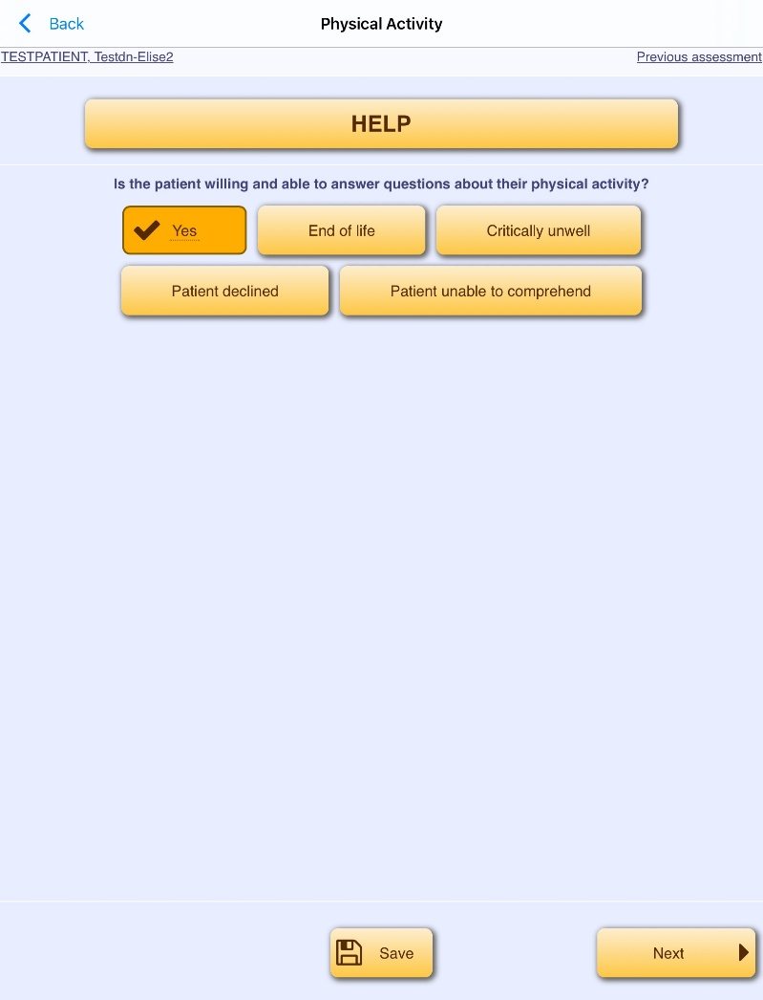 Back
Physical Activity
TESTPATIENT, Testdn-Elise2
Previous assessment
HELP
Is the patient willing and able to answer questions about their physical activity?
Yes
End of life
Critically unwell
Patient declined
Patient unable to comprehend
Save
Next